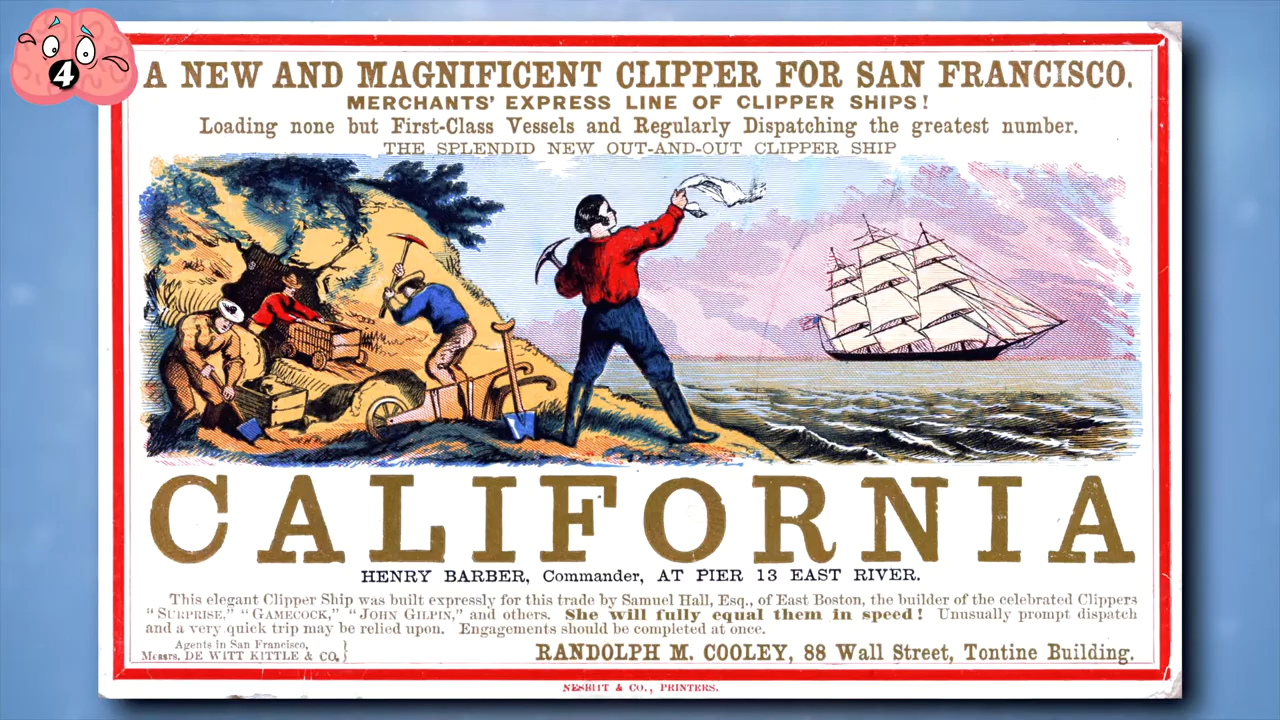 4
A NEW AND MAGNIFICENT CLIPPER FOR SAN FRANCISCO.
MERCHANTS' EXPRESS LINE OF CLIPPER SHIPS!
Loading none but First-Class Vessels and Regularly Dispatching the greatest number.
THE SPLENDID NEW OUT-AND-OUT CLIPPER SHIP
CALIFORNIA
HENRY BARBER, Commander, AT PIER 13 EAST RIVER.
This elegant Clipper Ship was built expressly for this trade by Samuel Hall, Esq., of East Boston, the builder of the celebrated Clippers
"SURPRISE," "GAMECOCK," "JOHN GILPIN," and others. She will fully equal them in speed! Unusually prompt dispatch
and a very quick trip may be relied upon. Engagements should be completed at once.
Agents in San Francisco,
Messrs. DE WITT KITTLE & CO.
RANDOLPH M. COOLEY, 88 Wall Street, Tontine Building.
NESBITT & CO., PRINTERS.